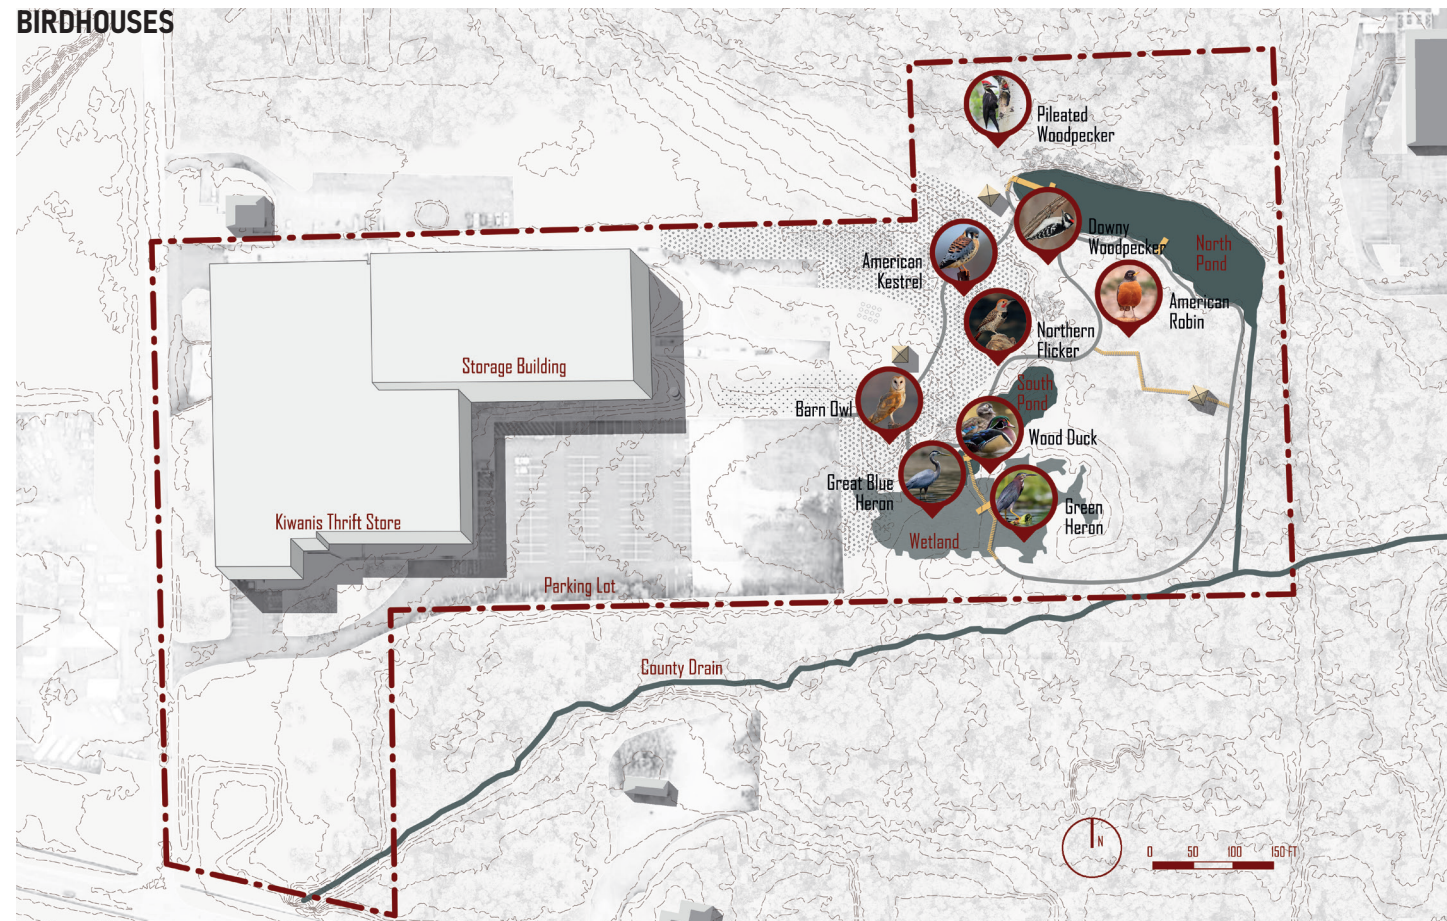 BIRDHOUSES
Pileated
Woodpecker
Downy
Woodpecker
North
Pond
American
Kestrel
American
Robin
Northern
Flicker
Storage Building
South
Pond
Barn Owl
Wood Duck
Great Blue
Heron
Green
Heron
Kiwanis Thrift Store
Wetland
Parking Lot
County Drain
N
0 50 100 150 FT